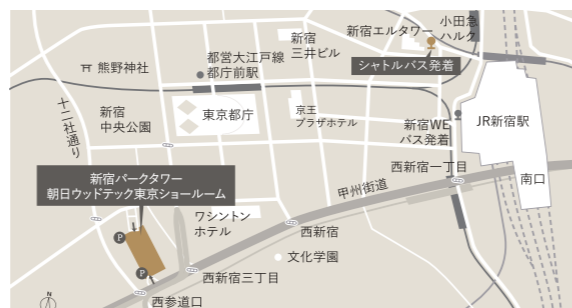 小田急
ハルク
新宿エルタワー
シャトルバス発着
新宿
三井ビル
都営大江戸線
都庁前駅
熊野神社
十二社通り
新宿
中央公園
東京都庁
京王
プラザホテル
新宿WE
バス発着
JR新宿駅
西新宿一丁目
南口
甲州街道
新宿パークタワー
朝日ウッドテック東京ショールーム
ワシントン
ホテル
西新宿
文化学園
P
P
西新宿三丁目
西参道口
N